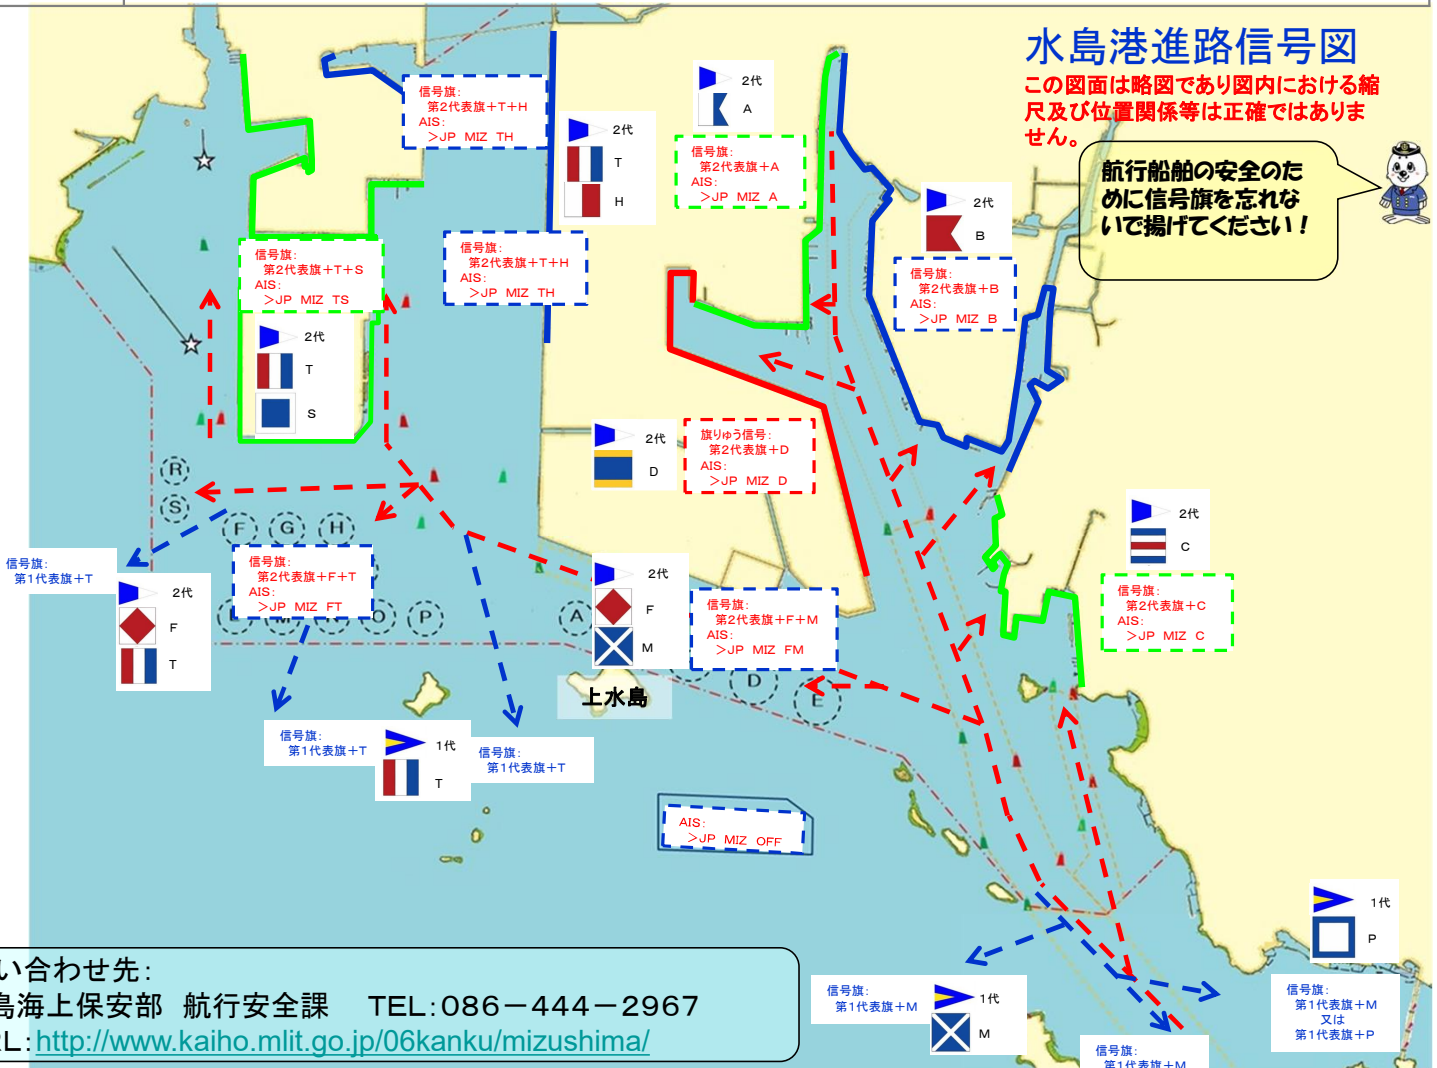 水島港進路信号図
この図面は略図であり図内における縮
尺及び位置関係等は正確ではありま
せん。
航行船舶の安全のた
めに信号旗を忘れな
いで揚げてください！
信号旗：
第2代表旗＋T＋H
AIS：
＞JP MIZ TH
2代
T
H
2代
A
信号旗：
第2代表旗＋A
AIS：
＞JP MIZ A
2代
B
信号旗：
第2代表旗＋B
AIS：
＞JP MIZ B
信号旗：
第2代表旗＋T＋S
AIS：
＞JP MIZ TS
信号旗：
第2代表旗＋T＋H
AIS：
＞JP MIZ TH
2代
T
S
2代
D
旗りゅう信号：
第2代表旗＋D
AIS：
＞JP MIZ D
R
S
F
G
H
2代
C
信号旗：
第2代表旗＋C
AIS：
＞JP MIZ C
信号旗：
第1代表旗＋T
2代
F
T
信号旗：
第2代表旗＋F＋T
AIS：
＞JP MIZ FT
O
P
A
2代
F
M
信号旗：
第2代表旗＋F＋M
AIS：
＞JP MIZ FM
上水島
D
E
信号旗：
第1代表旗＋T
1代
T
信号旗：
第1代表旗＋T
AIS：
＞JP MIZ OFF
1代
P
信号旗：
第1代表旗＋M
又は
第1代表旗＋P
信号旗：
第1代表旗＋M
1代
M
信号旗：
第1代表旗＋M
い合わせ先：
島海上保安部 航行安全課 TEL：086－444－2967
RL：http://www.kaiho.mlit.go.jp/06kanku/mizushima/